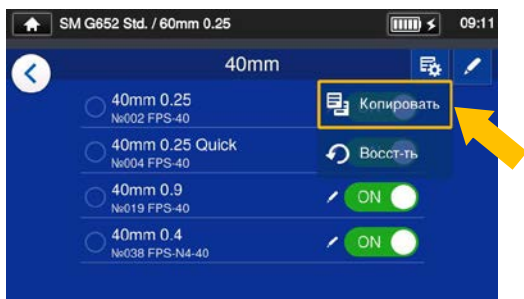 SM G652 Std. / 60mm 0.25 09:11
40mm
40mm 0.25
№002 FPS-40
Копировать
40mm 0.25 Quick
№004 FPS-40
Восст-ть
40mm 0.9
№019 FPS-40
ON
40mm 0.4
№038 FPS-N4-40
ON